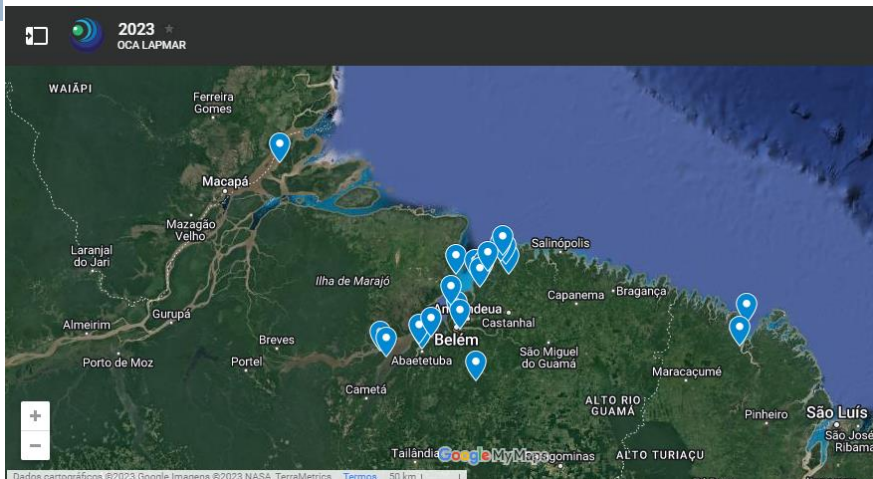 2023
OCA LAPMAR
WAIÃPI
Ferreira
Gomes
Macapá
Mazagão
Velho
Laranjal
do Jari
Salinópolis
Ilha de Marajó
Capanema
Bragança
Almeirim
Gurupá
Castanhal
Breves
Belém
Porto de Moz
Portel
Abaetetuba
São Miguel
do Guamá
Maracaçumé
Cametá
ALTO RIO
GUAMÁ
Pinheiro
São Luís
São José
Ribama
+
−
Tailândia
Google My Maps
gominas
ALTO TURIAÇU
Dados cartográficos ©2023 Google Imagens ©2023 NASA, TerraMetrics Termos 50 km